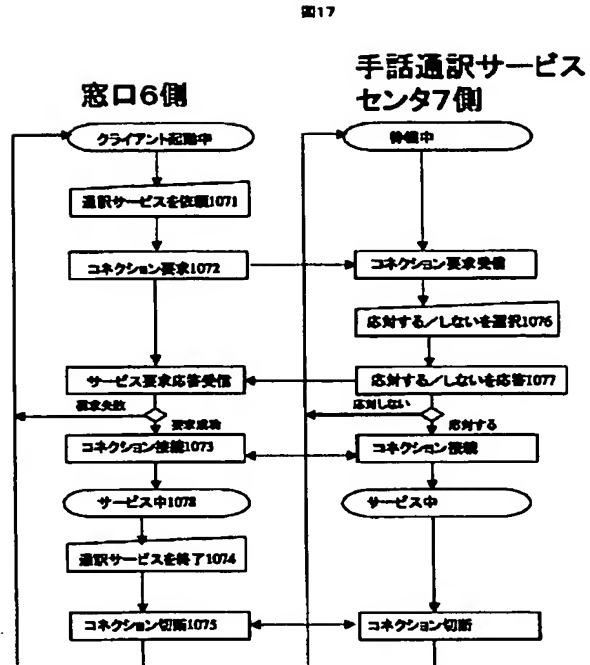 図17
窓口6側
手話通訳サービス
センタ7側
クライアント起動中
待機中
通訳サービスを依頼1071
コネクション要求1072
コネクション要求受信
応対する/しないを選択1076
サービス要求応答受信
応対する/しないを応答1077
要求失敗
応対しない
要求成功
応対する
コネクション接続1073
コネクション接続
サービス中1078
サービス中
通訳サービスを終了1074
コネクション切断1075
コネクション切断